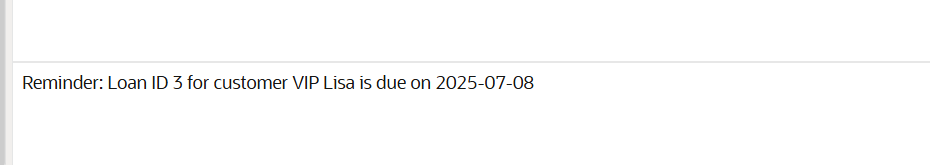 Reminder: Loan ID 3 for customer VIP Lisa is due on 2025-07-08